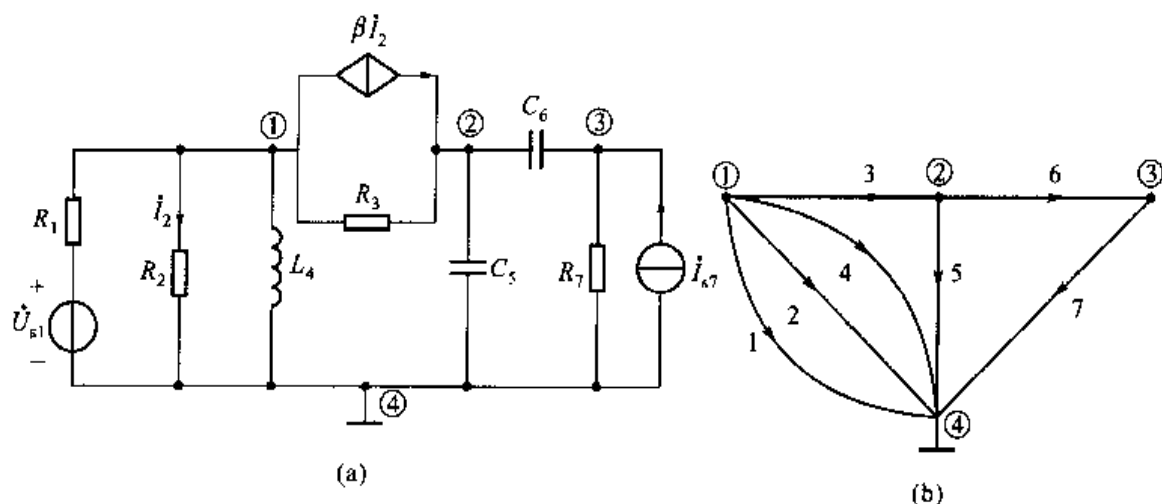 βİ₂
① ② C₆ ③
R₁ İ₂ R₂ L₄ R₃ C₅ R₇ İₛ₇
+
U̇ₛ₁
−
④
(a)
① 3 ② 6 ③
1 2 4 5 7
④
(b)